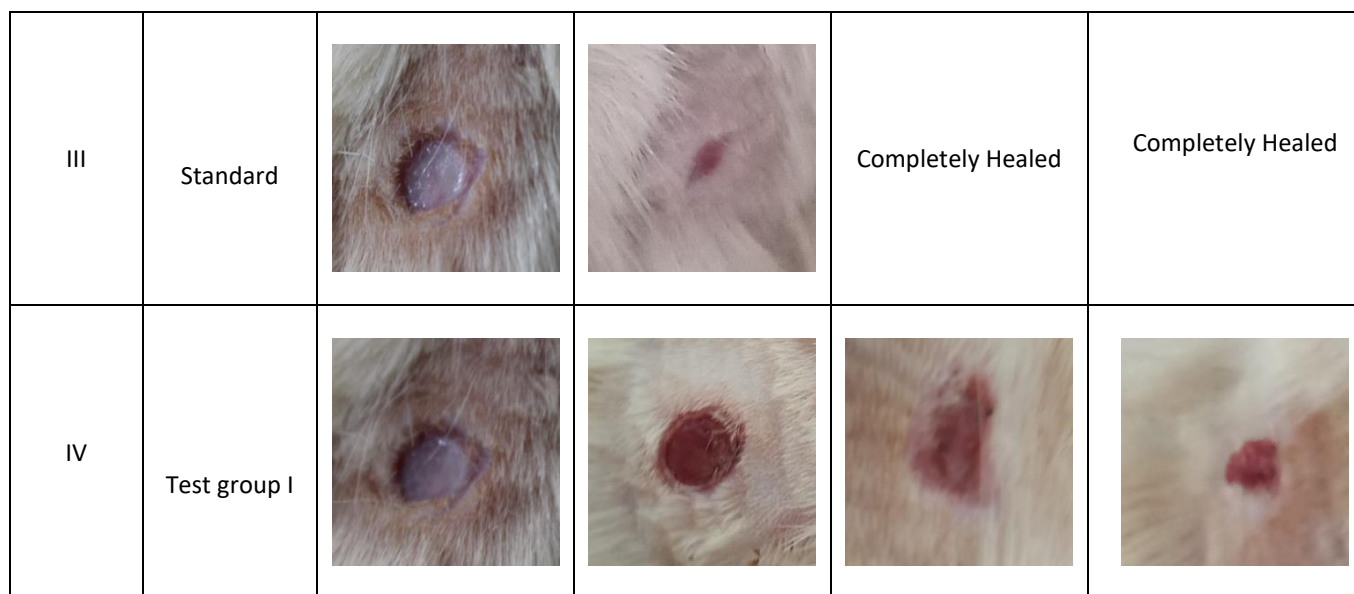 III
Standard
Completely Healed
Completely Healed
IV
Test group I